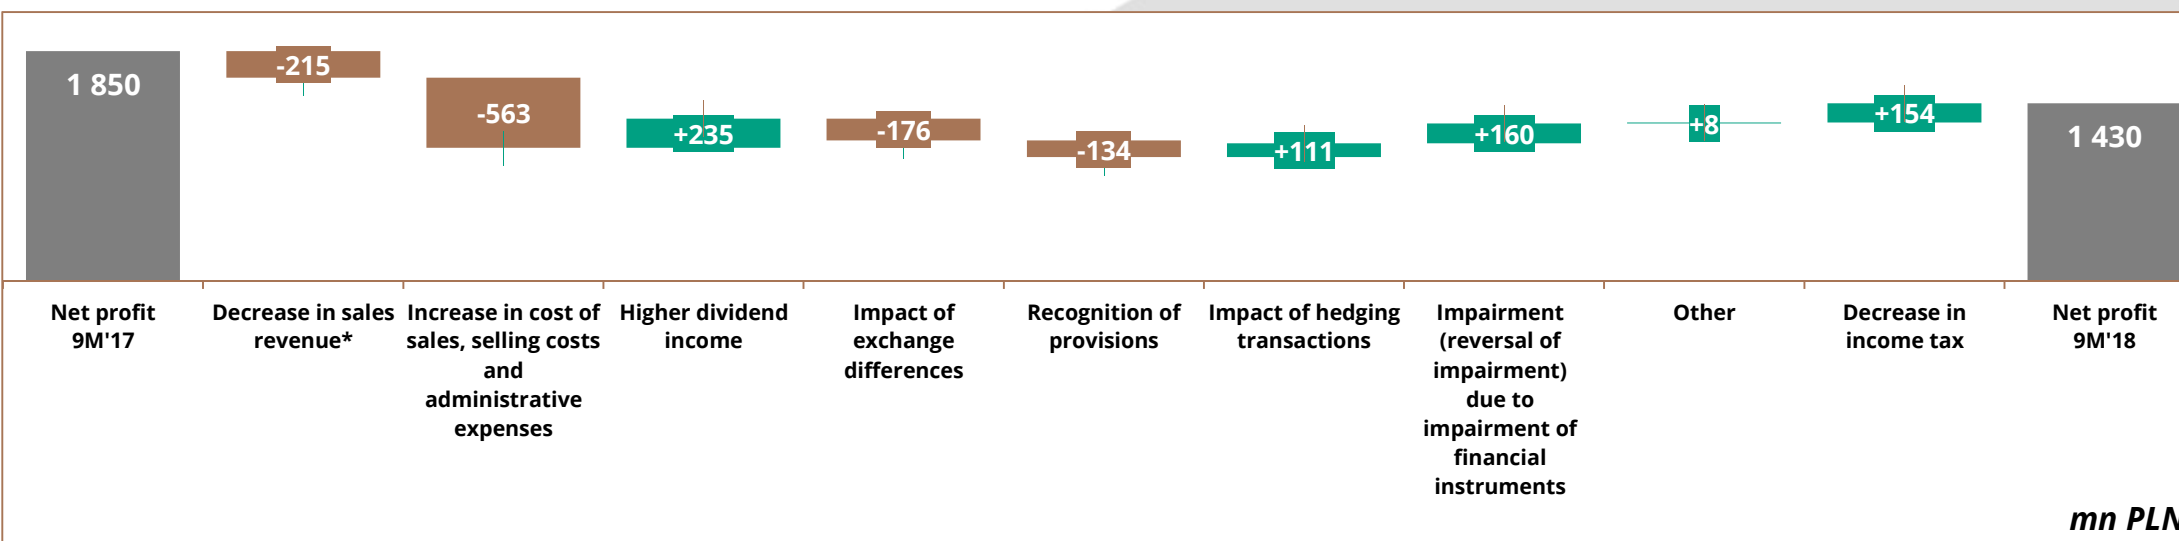 1 850
-215
-563
+235
-176
-134
+111
+160
+8
+154
1 430
Net profit
9M'17
Decrease in sales
revenue*
Increase in cost of
sales, selling costs
and
administrative
expenses
Higher dividend
income
Impact of
exchange
differences
Recognition of
provisions
Impact of hedging
transactions
Impairment
(reversal of
impairment)
due to
impairment of
financial
instruments
Other
Decrease in
income tax
Net profit
9M'18
mn PLN